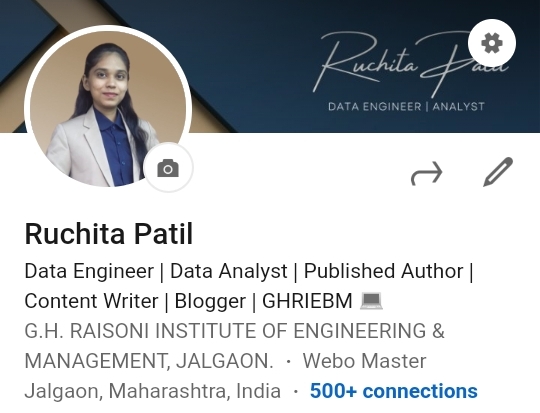 Ruchita Patil
DATA ENGINEER | ANALYST
Ruchita Patil
Data Engineer | Data Analyst | Published Author |
Content Writer | Blogger | GHRIEBM 💻
G.H. RAISONI INSTITUTE OF ENGINEERING &
MANAGEMENT, JALGAON. · Webo Master
Jalgaon, Maharashtra, India · 500+ connections